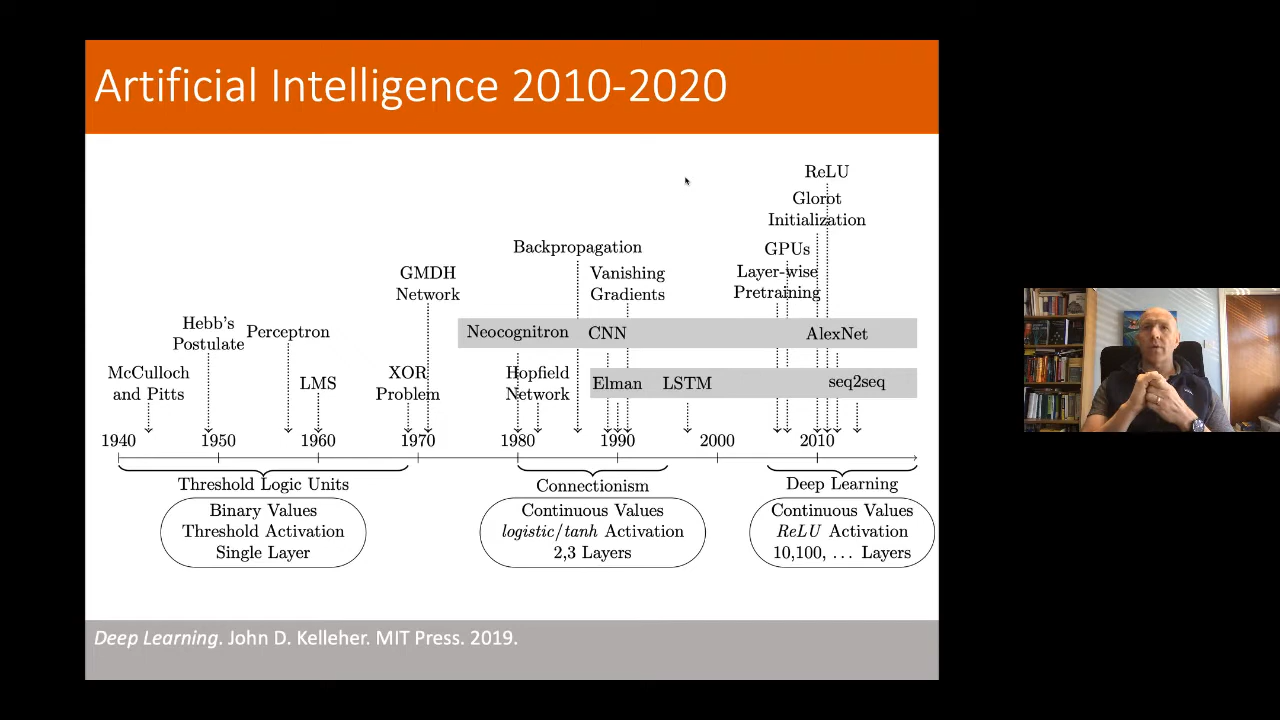 Artificial Intelligence 2010-2020
ReLU
Glorot
Initialization
GPUs
Layer-wise
Pretraining
Backpropagation
Vanishing
Gradients
GMDH
Network
Hebb's
Postulate
Perceptron
Neocognitron
CNN
AlexNet
McCulloch
and Pitts
LMS
XOR
Problem
Hopfield
Network
Elman
LSTM
seq2seq
1940 1950 1960 1970 1980 1990 2000 2010
Threshold Logic Units
Binary Values
Threshold Activation
Single Layer
Connectionism
Continuous Values
logistic/tanh Activation
2,3 Layers
Deep Learning
Continuous Values
ReLU Activation
10,100, ... Layers
Deep Learning. John D. Kelleher. MIT Press. 2019.